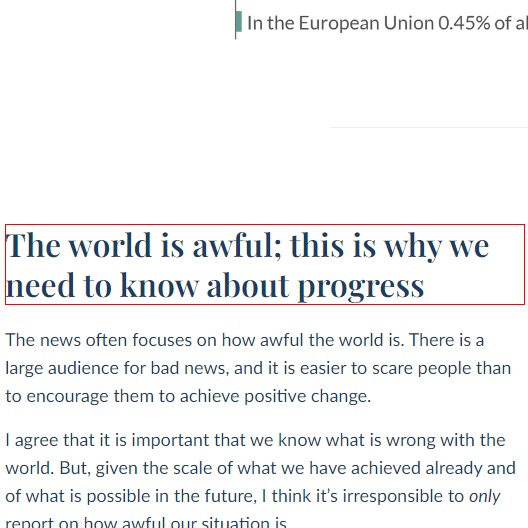 In the European Union 0.45% of
The world is awful; this is why we
need to know about progress
The news often focuses on how awful the world is. There is a
large audience for bad news, and it is easier to scare people than
to encourage them to achieve positive change.
I agree that it is important that we know what is wrong with the
world. But, given the scale of what we have achieved already and
of what is possible in the future, I think it’s irresponsible to only
report on how awful our situation is.